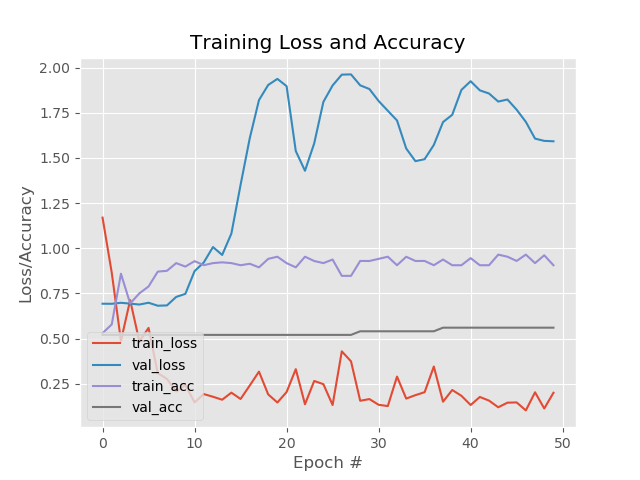 Training Loss and Accuracy
Loss/Accuracy
2.00
1.75
1.50
1.25
1.00
0.75
0.50
0.25
train_loss
val_loss
train_acc
val_acc
0 10 20 30 40 50
Epoch #